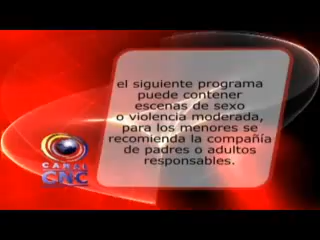 el siguiente programa
puede contener
escenas de sexo
o violencia moderada,
para los menores se
recomienda la compañía
de padres o adultos
responsables.
CANAL
CNC